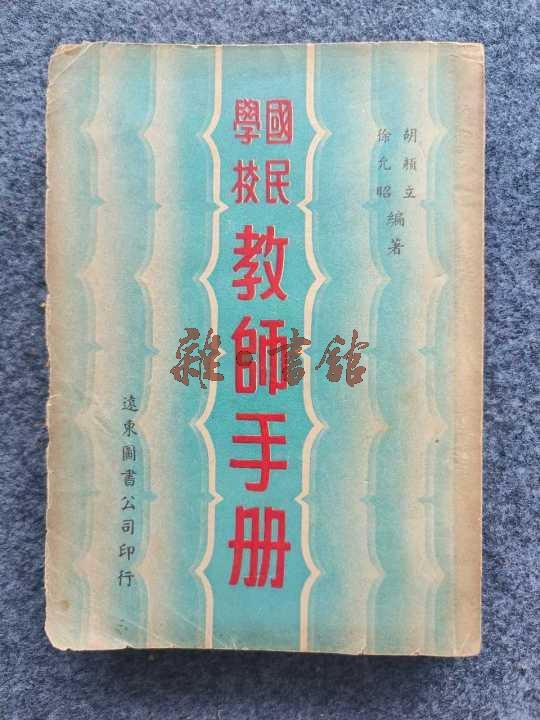 胡穎立
徐允昭
編著
國民
學校
教師手册
遠東圖書公司印行
雜·書館